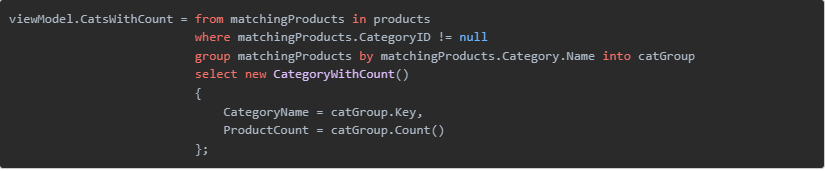 viewModel.CatsWithCount = from matchingProducts in products
where matchingProducts.CategoryID != null
group matchingProducts by matchingProducts.Category.Name into catGroup
select new CategoryWithCount()
{
CategoryName = catGroup.Key,
ProductCount = catGroup.Count()
};